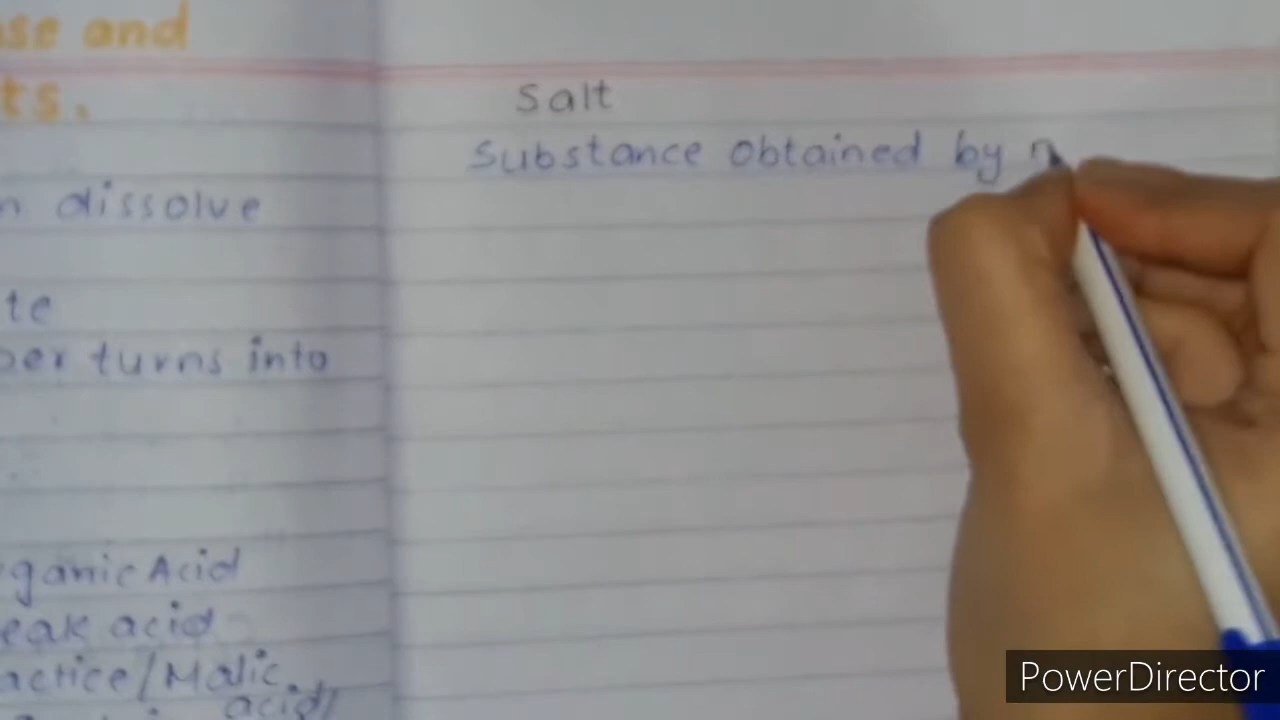 se and
ts.
n dissolve
te
per turns into
ganic Acid
eak acid
actice/Malic
acid/
Salt
Substance obtained by
PowerDirector